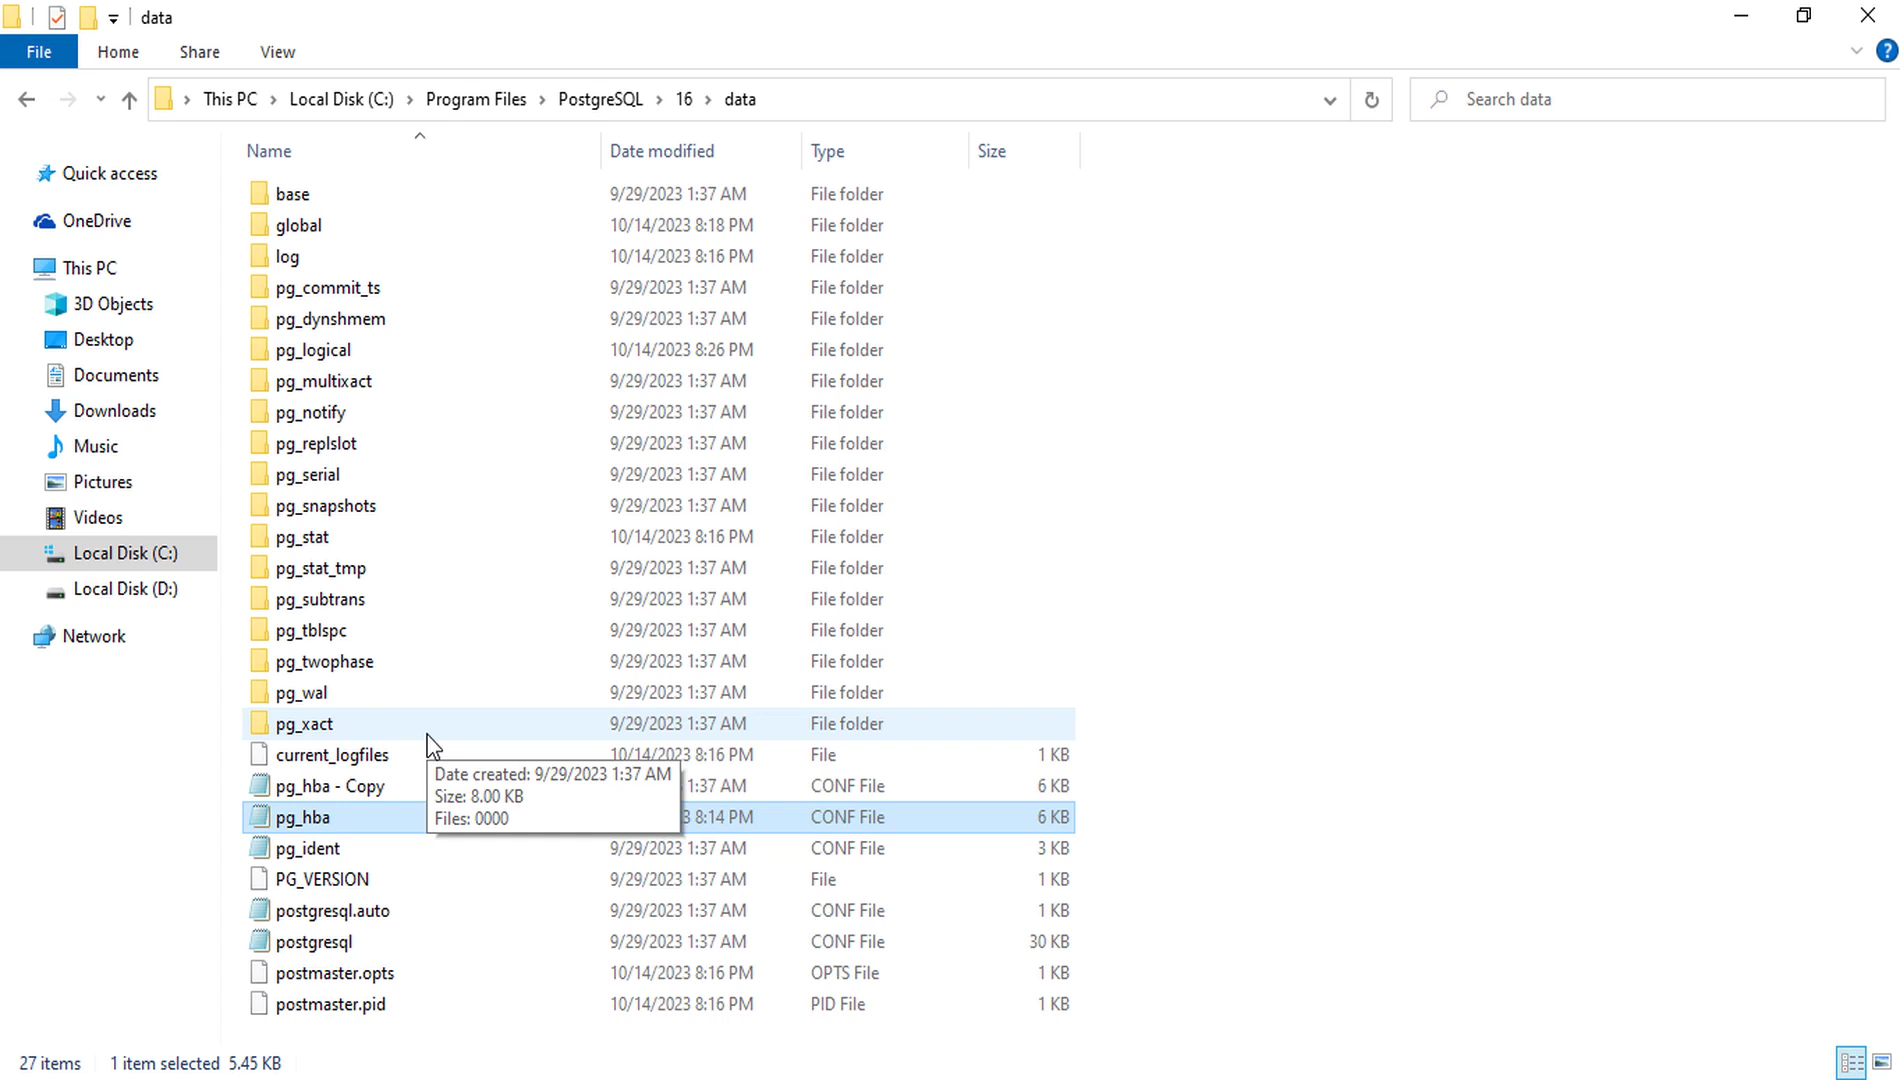 data
File Home Share View
This PC Local Disk (C:) Program Files PostgreSQL 16 data Search data
Name Date modified Type Size
Quick access
OneDrive
This PC
3D Objects
Desktop
Documents
Downloads
Music
Pictures
Videos
Local Disk (C:)
Local Disk (D:)
Network
base 9/29/2023 1:37 AM File folder
global 10/14/2023 8:18 PM File folder
log 10/14/2023 8:16 PM File folder
pg_commit_ts 9/29/2023 1:37 AM File folder
pg_dynshmem 9/29/2023 1:37 AM File folder
pg_logical 10/14/2023 8:26 PM File folder
pg_multixact 9/29/2023 1:37 AM File folder
pg_notify 9/29/2023 1:37 AM File folder
pg_replslot 9/29/2023 1:37 AM File folder
pg_serial 9/29/2023 1:37 AM File folder
pg_snapshots 9/29/2023 1:37 AM File folder
pg_stat 10/14/2023 8:16 PM File folder
pg_stat_tmp 9/29/2023 1:37 AM File folder
pg_subtrans 9/29/2023 1:37 AM File folder
pg_tblspc 9/29/2023 1:37 AM File folder
pg_twophase 9/29/2023 1:37 AM File folder
pg_wal 9/29/2023 1:37 AM File folder
pg_xact 9/29/2023 1:37 AM File folder
current_logfiles 10/14/2023 8:16 PM File 1 KB
pg_hba - Copy 1:37 AM CONF File 6 KB
pg_hba 8:14 PM CONF File 6 KB
pg_ident 9/29/2023 1:37 AM CONF File 3 KB
PG_VERSION 9/29/2023 1:37 AM File 1 KB
postgresql.auto 9/29/2023 1:37 AM CONF File 1 KB
postgresql 9/29/2023 1:37 AM CONF File 30 KB
postmaster.opts 10/14/2023 8:16 PM OPTS File 1 KB
postmaster.pid 10/14/2023 8:16 PM PID File 1 KB
Date created: 9/29/2023 1:37 AM
Size: 8.00 KB
Files: 0000
27 items 1 item selected 5.45 KB